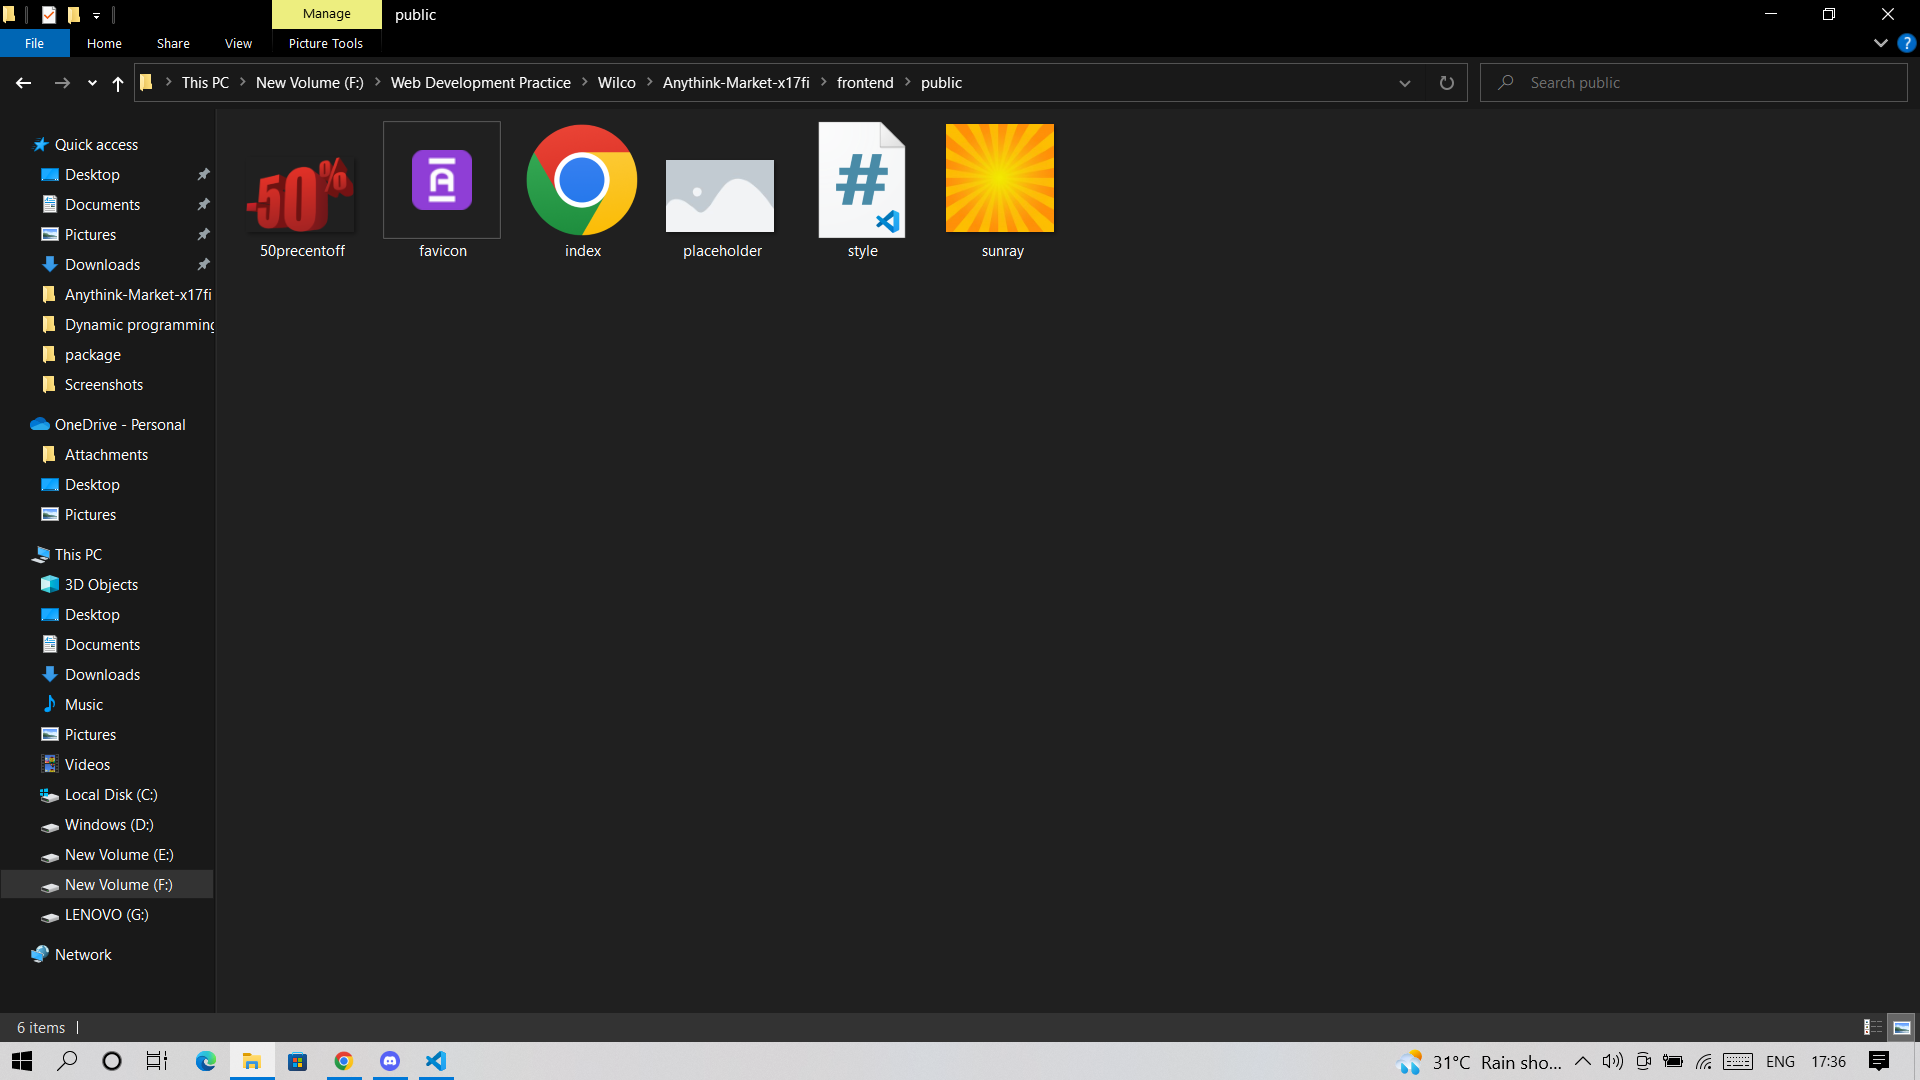 Manage
public
File
Home
Share
View
Picture Tools
?
This PC
New Volume (F:)
Web Development Practice
Wilco
Anythink-Market-x17fi
frontend
public
Search public
Quick access
Desktop
Documents
Pictures
Downloads
Anythink-Market-x17fi
Dynamic programming
package
Screenshots
OneDrive - Personal
Attachments
Desktop
Pictures
This PC
3D Objects
Desktop
Documents
Downloads
Music
Pictures
Videos
Local Disk (C:)
Windows (D:)
New Volume (E:)
New Volume (F:)
LENOVO (G:)
Network
-50%
A
#
50precentoff
favicon
index
placeholder
style
sunray
6 items
31°C Rain sho...
ENG
17:36